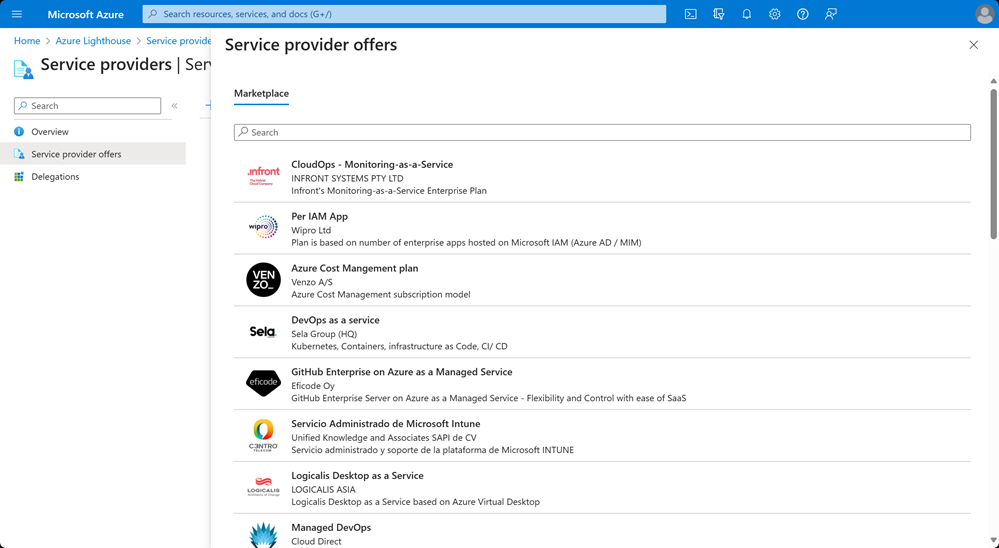 Microsoft Azure
Search resources, services, and docs (G+/)
Home > Azure Lighthouse > Service provide
Service providers | Serv
Service provider offers
Search
«
Overview
Service provider offers
Delegations
Marketplace
Search
infront
The Hybrid
Cloud Company
CloudOps - Monitoring-as-a-Service
INFRONT SYSTEMS PTY LTD
Infront's Monitoring-as-a-Service Enterprise Plan
wipro
Per IAM App
Wipro Ltd
Plan is based on number of enterprise apps hosted on Microsoft IAM (Azure AD / MIM)
VEN
ZO_
Azure Cost Mangement plan
Venzo A/S
Azure Cost Management subscription model
Sela.
DevOps as a service
Sela Group (HQ)
Kubernetes, Containers, infrastructure as Code, CI/ CD
eficode
GitHub Enterprise on Azure as a Managed Service
Eficode Oy
GitHub Enterprise Server on Azure as a Managed Service - Flexibility and Control with ease of SaaS
C3NTRO
TELECOM
Servicio Administrado de Microsoft Intune
Unified Knowledge and Associates SAPI de CV
Servicio administrado y soporte de la plataforma de Microsoft INTUNE
LOGICALIS
Architects of Change
Logicalis Desktop as a Service
LOGICALIS ASIA
Logicalis Desktop as a Service based on Azure Virtual Desktop
Managed DevOps
Cloud Direct